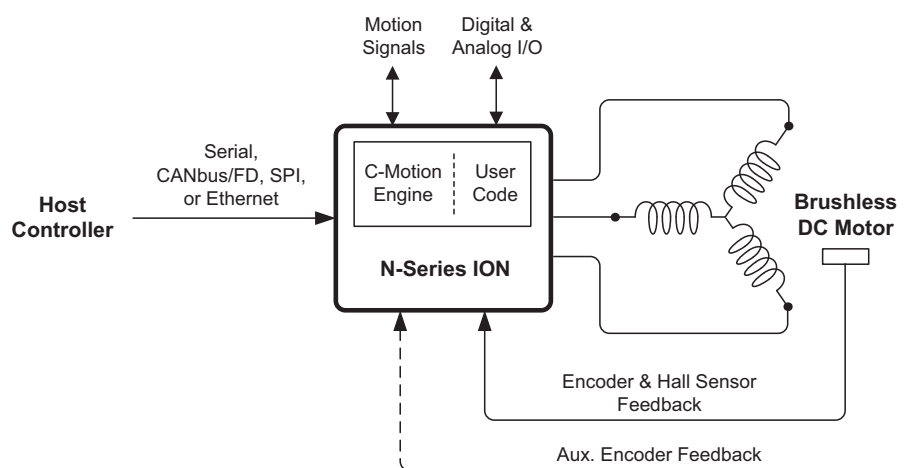 Motion
Signals
Digital &
Analog I/O
Serial,
CANbus/FD, SPI,
or Ethernet
Host
Controller
C-Motion
Engine
User
Code
N-Series ION
Brushless
DC Motor
Encoder & Hall Sensor
Feedback
Aux. Encoder Feedback